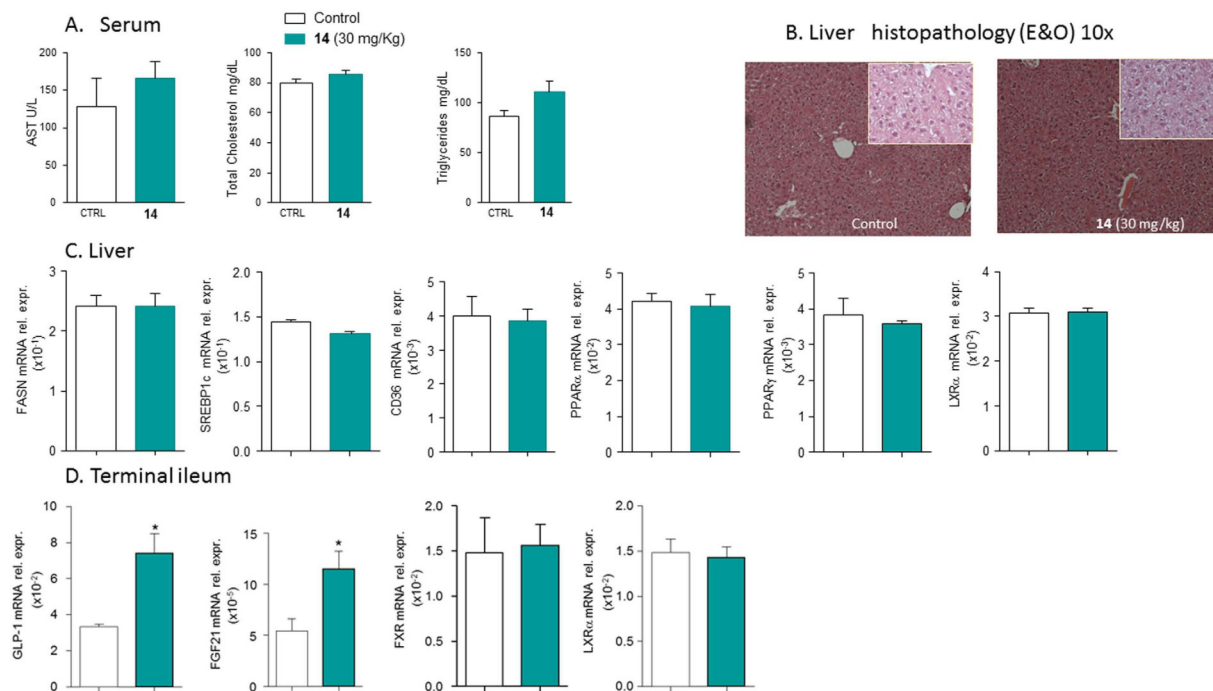 A. Serum
Control
14 (30 mg/Kg)
B. Liver histopathology (E&O) 10x
AST U/L
200
150
100
50
0
CTRL
14
Total Cholesterol mg/dL
100
80
60
40
20
0
CTRL
14
Triglycerides mg/dL
150
100
50
0
CTRL
14
Control
14 (30 mg/kg)
C. Liver
FASN mRNA rel. expr.
(x10⁻¹)
3
2
1
0
SREBP1c mRNA rel. expr.
(x10⁻¹)
2.0
1.5
1.0
0.5
0.0
CD36 mRNA rel. expr.
(x10⁻³)
5
4
3
2
1
0
PPARα mRNA rel. expr.
(x10⁻²)
5
4
3
2
1
0
PPARγ mRNA rel. expr.
(x10⁻³)
5
4
3
2
1
0
LXRα mRNA rel. expr.
(x10⁻²)
4
3
2
1
0
D. Terminal ileum
GLP-1 mRNA rel. expr.
(x10⁻²)
8
6
4
2
0
*
FGF21 mRNA rel. expr.
(x10⁻⁵)
15
10
5
0
*
FXR mRNA rel. expr.
(x10⁻²)
2.0
1.5
1.0
0.5
0.0
LXRα mRNA rel. expr.
(x10⁻²)
2.0
1.5
1.0
0.5
0.0